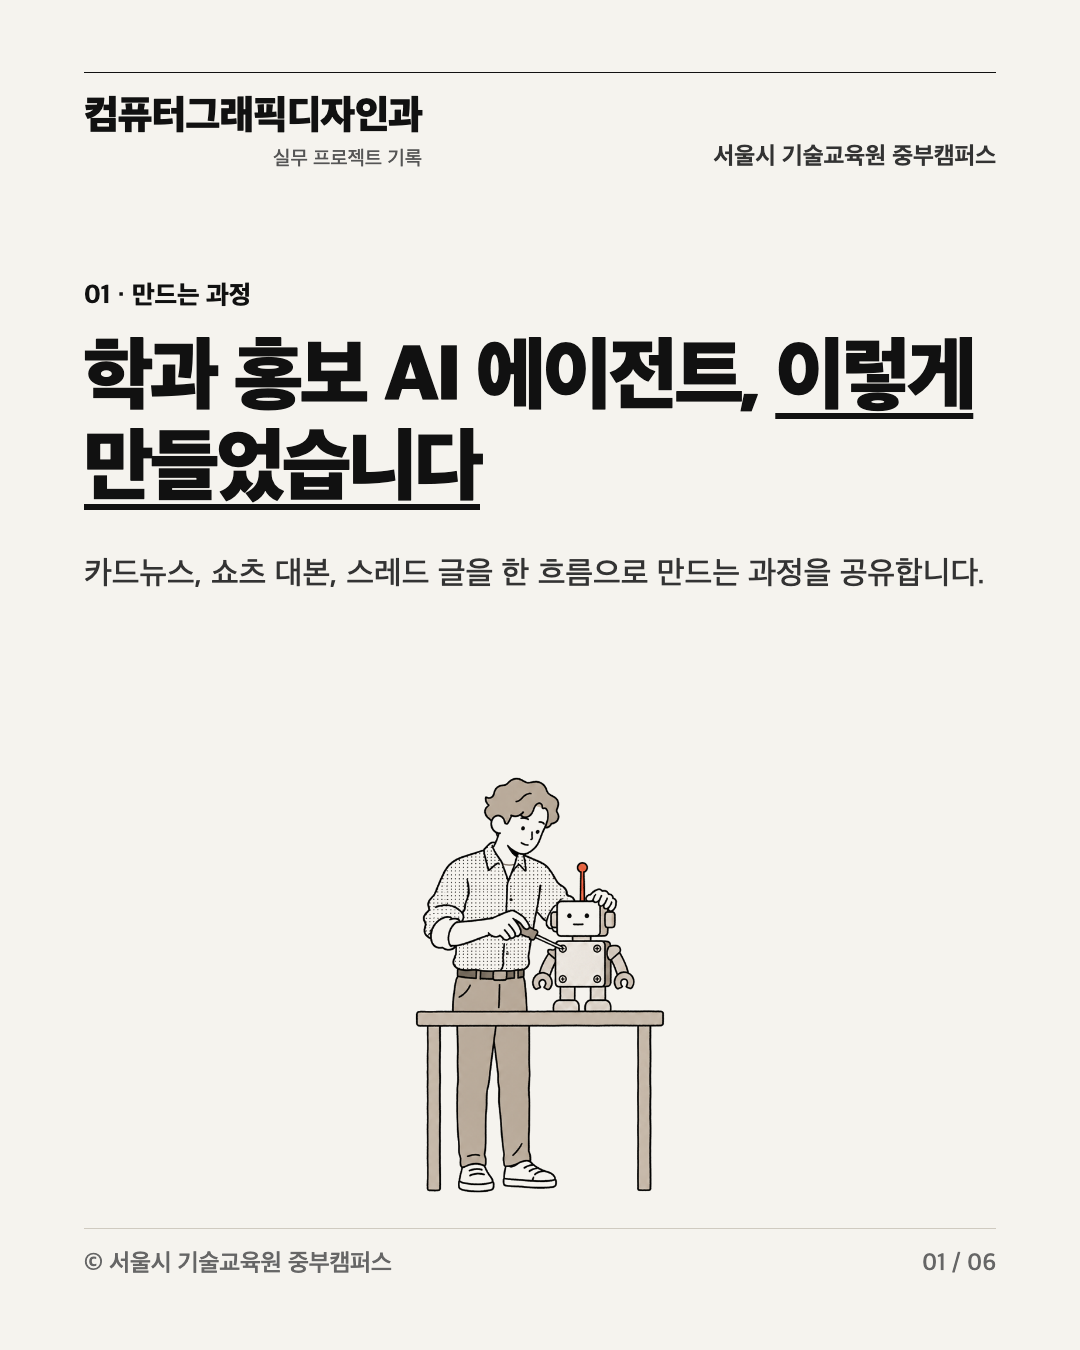 컴퓨터그래픽디자인과
실무 프로젝트 기록
서울시 기술교육원 중부캠퍼스
01 · 만드는 과정
학과 홍보 AI 에이전트, 이렇게
만들었습니다
카드뉴스, 쇼츠 대본, 스레드 글을 한 흐름으로 만드는 과정을 공유합니다.
© 서울시 기술교육원 중부캠퍼스
01 / 06